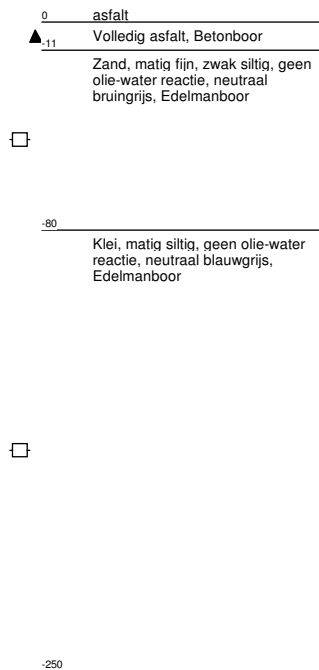 0 asfalt
-11 Volledig asfalt, Betonboor
Zand, matig fijn, zwak siltig, geen
olie-water reactie, neutraal
bruingrijs, Edelmanboor
-80
Klei, matig siltig, geen olie-water
reactie, neutraal blauwgrijs,
Edelmanboor
-250